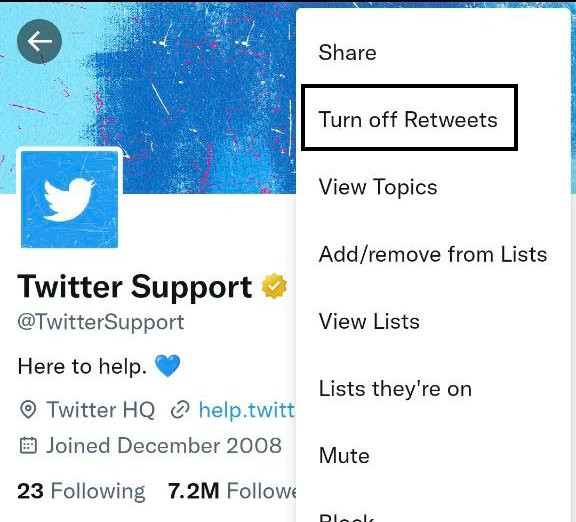 Share
Turn off Retweets
View Topics
Add/remove from Lists
View Lists
Lists they're on
Mute
Block
Twitter Support
@TwitterSupport
Here to help. 💙
Twitter HQ help.twitt
Joined December 2008
23 Following 7.2M Followe